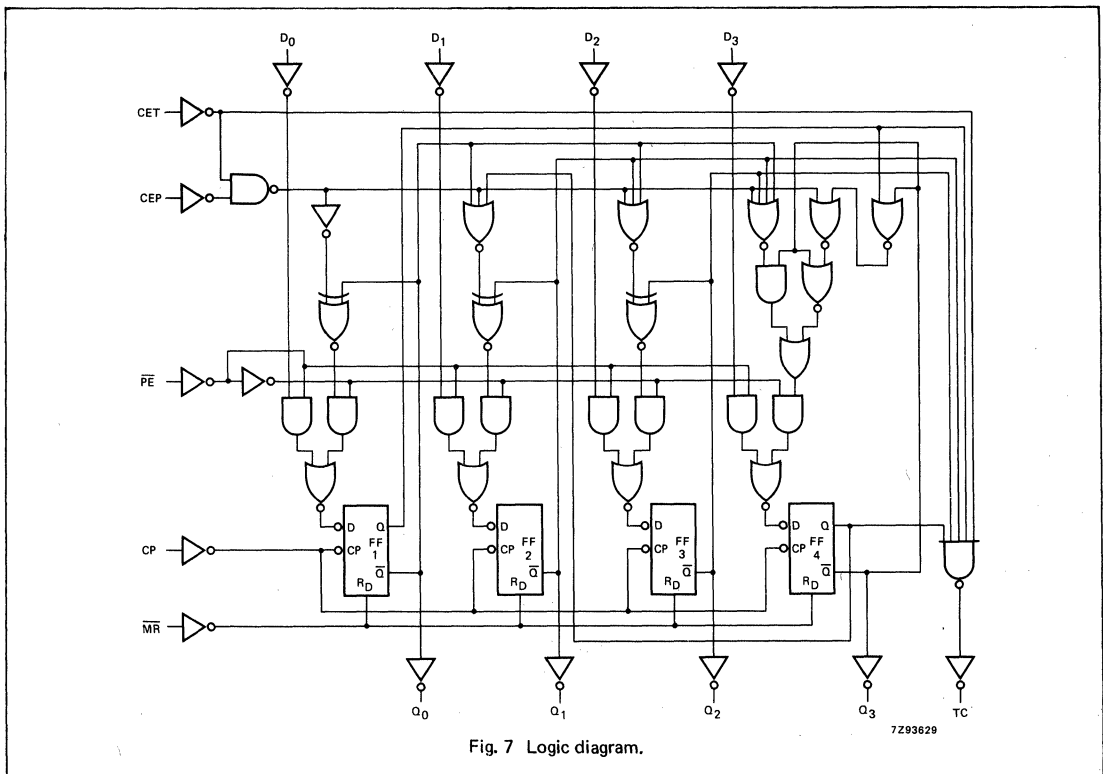 D0 D1 D2 D3
CET
CEP
PE
D Q
CP FF
1
Q
RD
D
CP FF
2
Q
RD
D
CP FF
3
Q
RD
D Q
CP FF
4
Q
RD
CP
MR
Q0 Q1 Q2 Q3 TC
7Z93629
Fig. 7 Logic diagram.